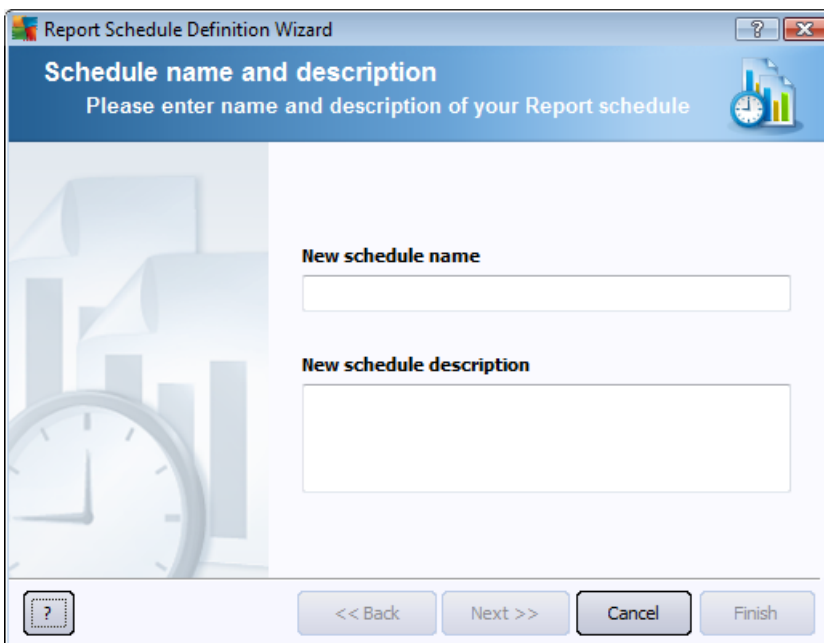 Report Schedule Definition Wizard
?
Schedule name and description
Please enter name and description of your Report schedule
New schedule name
New schedule description
?
<< Back
Next >>
Cancel
Finish